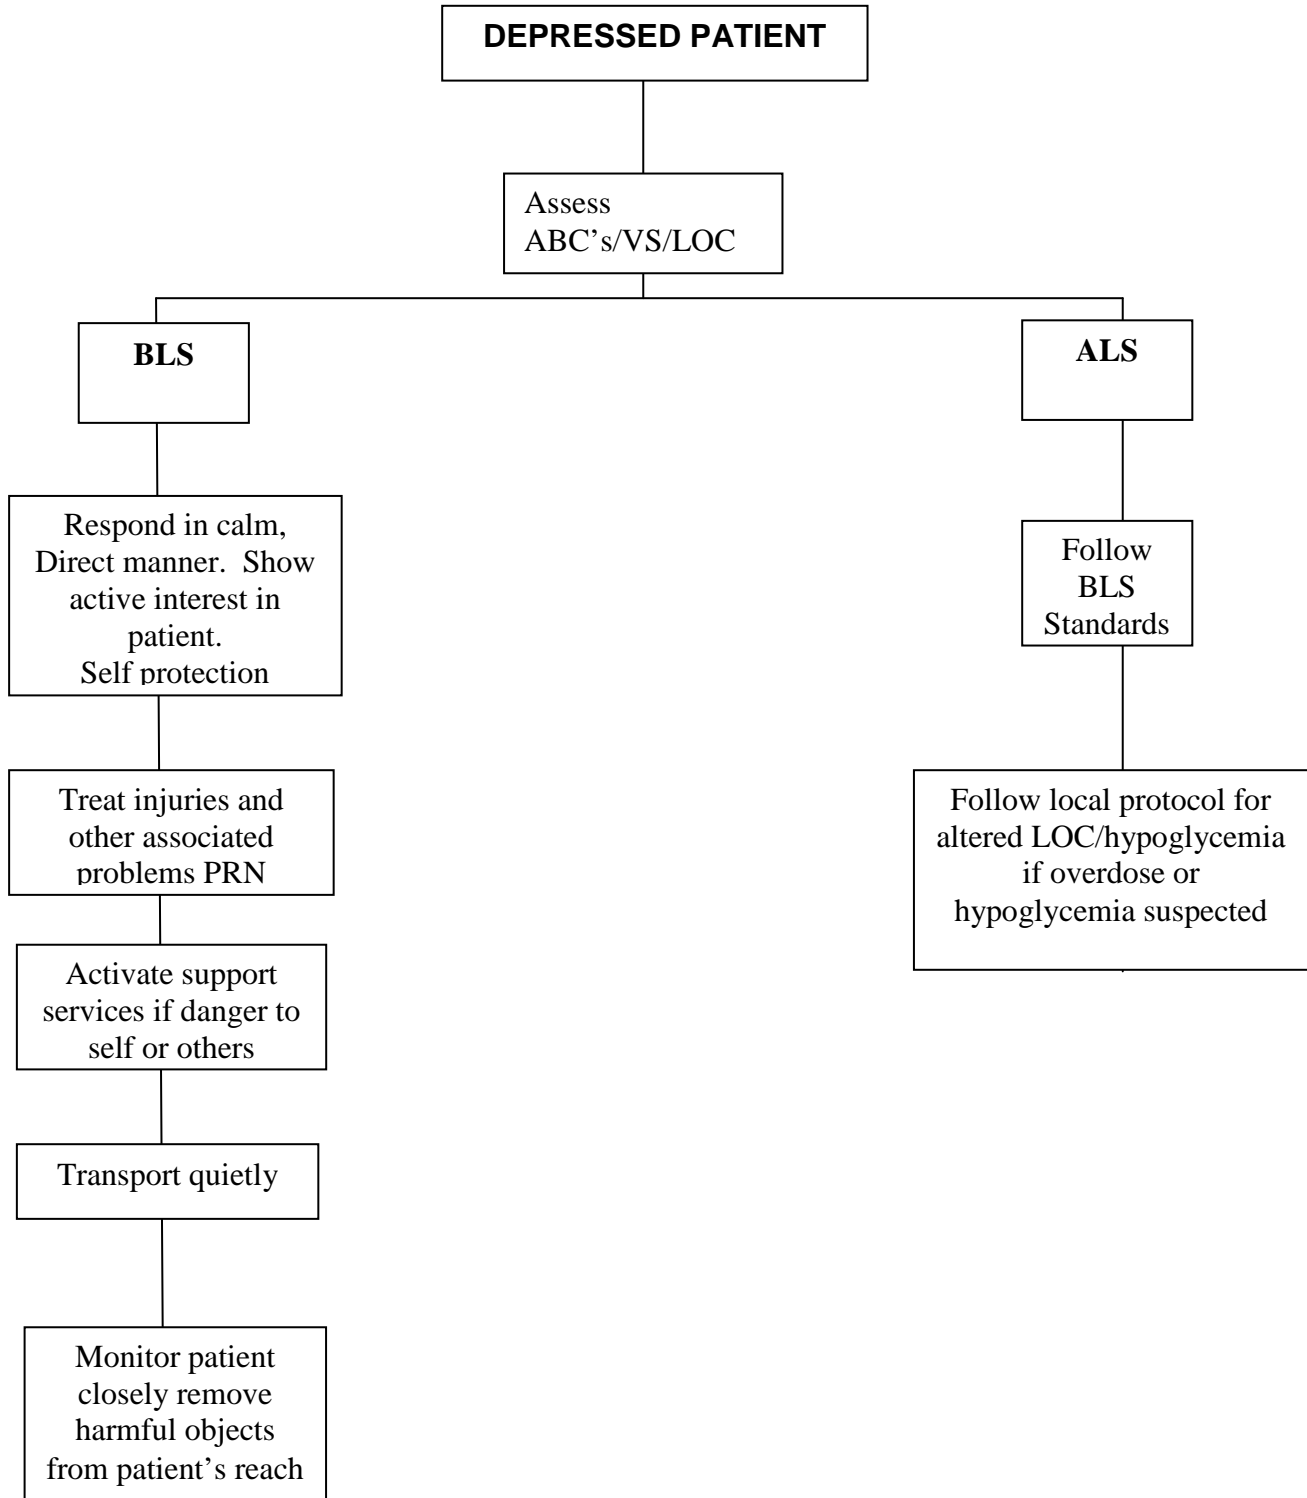 DEPRESSED PATIENT
Assess
ABC’s/VS/LOC
BLS
Respond in calm,
Direct manner.  Show
active interest in
patient.
Self protection
Treat injuries and
other associated
problems PRN
Activate support
services if danger to
self or others
Transport quietly
Monitor patient
closely remove
harmful objects
from patient’s reach
ALS
Follow
BLS
Standards
Follow local protocol for
altered LOC/hypoglycemia
if overdose or
hypoglycemia suspected